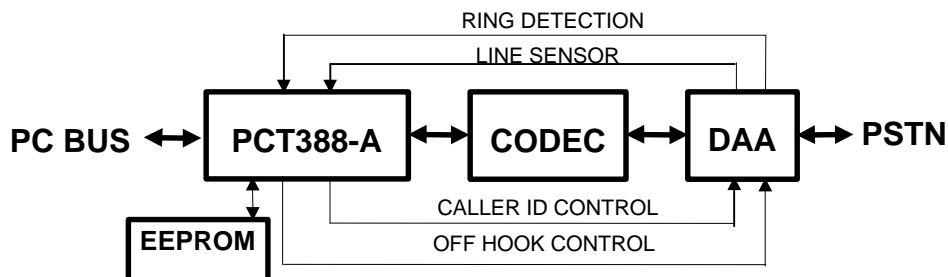 RING DETECTION
LINE SENSOR
PC BUS
PCT388-A
CODEC
DAA
PSTN
CALLER ID CONTROL
EEPROM
OFF HOOK CONTROL